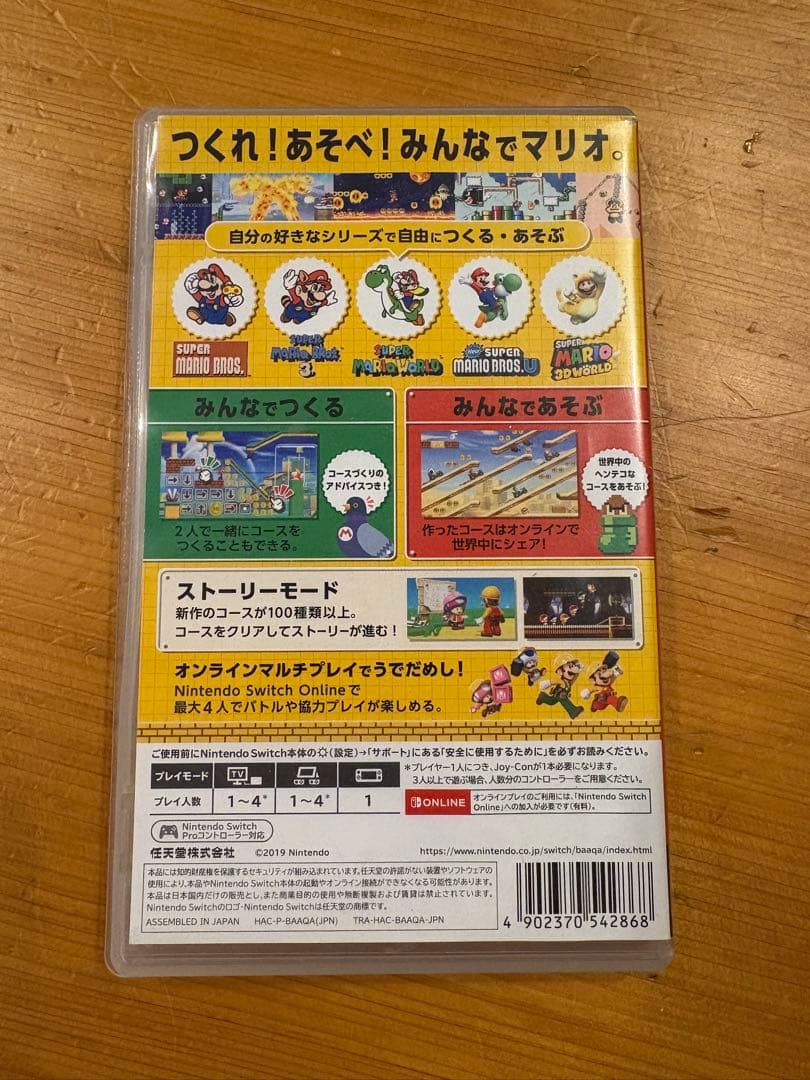 つくれ！あそべ！みんなでマリオ。
自分の好きなシリーズで自由につくる・あそぶ
SUPER
MARIO BROS.
SUPER
MARIO BROS.
3
SUPER
MARIO WORLD
New SUPER
MARIO BROS. U
SUPER
MARIO
3D WORLD
みんなでつくる
コースづくりの
アドバイスつき！
2人で一緒にコースを
つくることもできる。
みんなであそぶ
世界中の
ヘンテコな
コースをあそぶ！
作ったコースはオンラインで
世界中にシェア！
ストーリーモード
新作のコースが100種類以上。
コースをクリアしてストーリーが進む！
オンラインマルチプレイでうでだめし！
Nintendo Switch Onlineで
最大4人でバトルや協力プレイが楽しめる。
ご使用前にNintendo Switch本体の(設定)→「サポート」にある「安全に使用するために」を必ずお読みください。
プレイモード TV
プレイ人数 1〜4* 1〜4* 1
*プレイヤー1人につき、Joy-Conが1本必要になります。
3人以上で遊ぶ場合、人数分のコントローラーをご用意ください。
ONLINE
オンラインプレイのご利用には、「Nintendo Switch
Online」への加入が必要です(有料)。
Nintendo Switch
Proコントローラー対応
任天堂株式会社 ©2019 Nintendo https://www.nintendo.co.jp/switch/baaqa/index.html
本品には知的財産権を保護するセキュリティが組み込まれています。任天堂の許諾がない装置やソフトウェアの
使用により、本品やNintendo Switch本体の起動やオンライン接続ができなくなる可能性があります。
本品は日本国内だけの販売とし、また商業目的の使用や無断複製および賃貸は禁止されています。
Nintendo Switchのロゴ・Nintendo Switchは任天堂の商標です。
ASSEMBLED IN JAPAN HAC-P-BAAQA(JPN) TRA-HAC-BAAQA-JPN
4 902370 542868